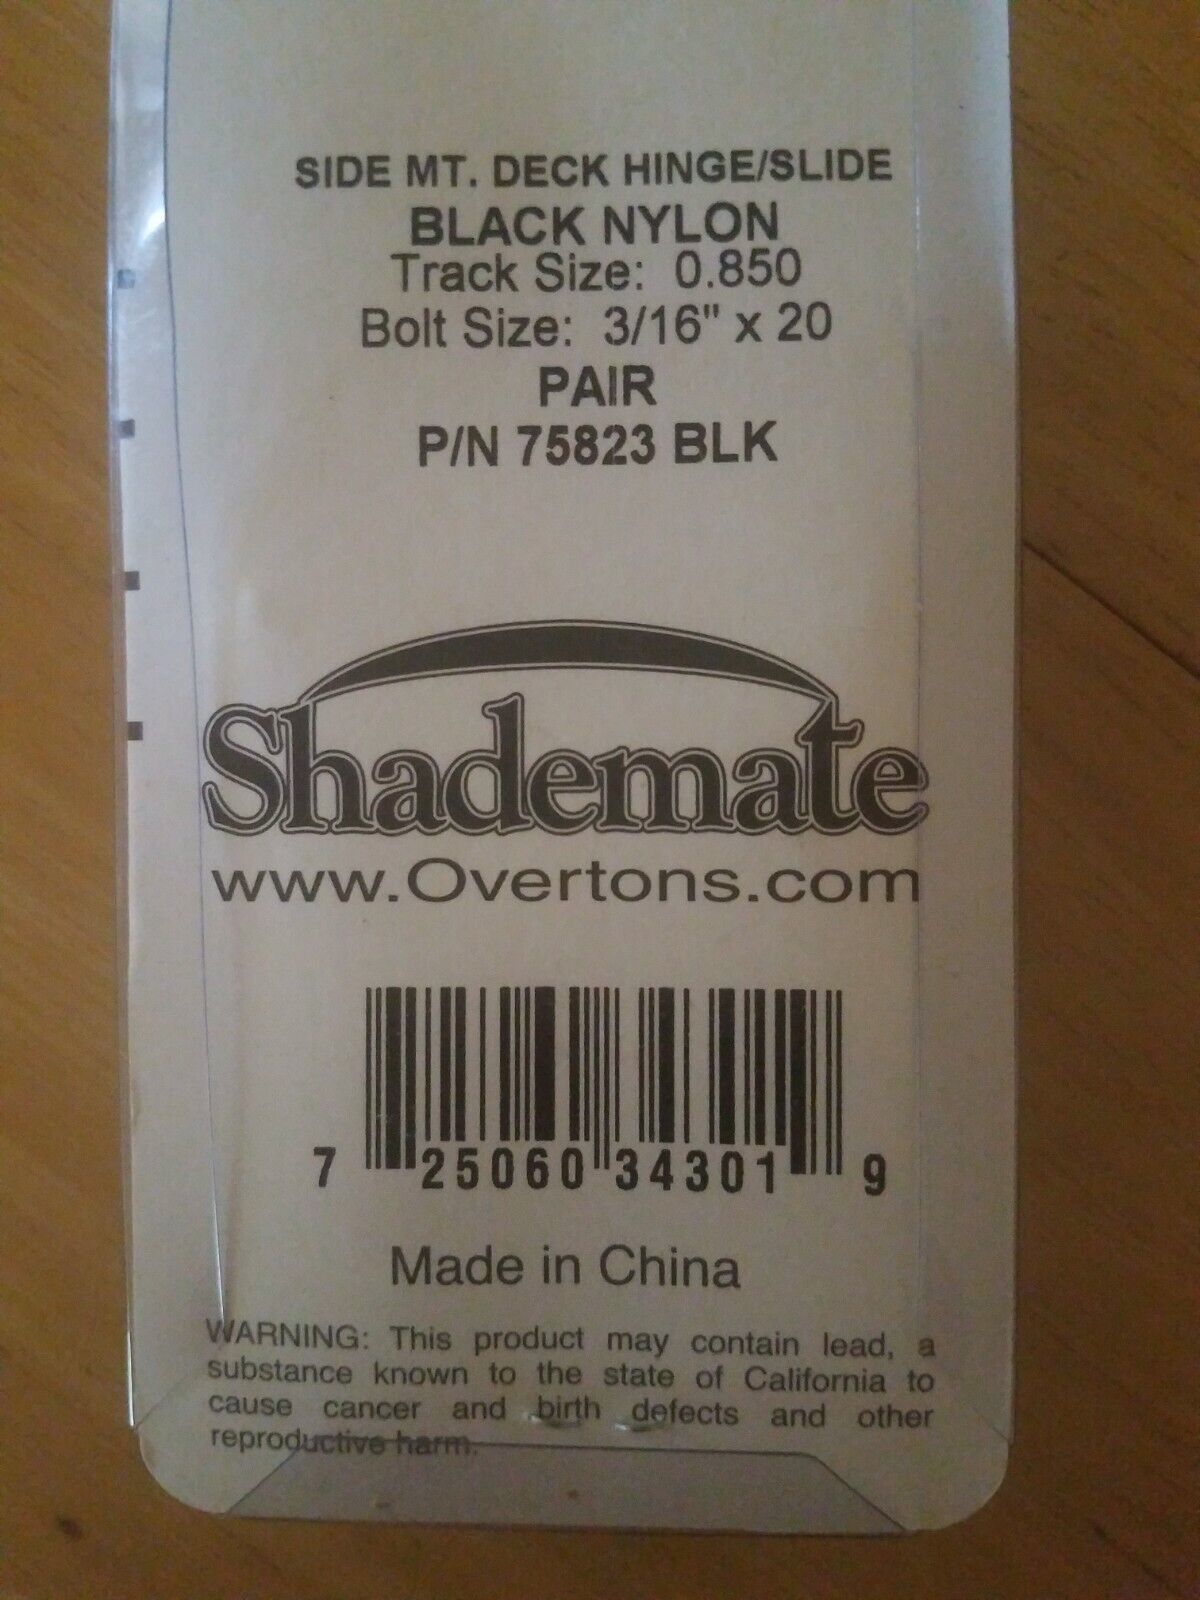 SIDE MT. DECK HINGE/SLIDE
BLACK NYLON
Track Size: 0.850
Bolt Size: 3/16" x 20
PAIR
P/N 75823 BLK
Shademate
www.Overtons.com
7 25060 34301 9
Made in China
WARNING: This product may contain lead, a
substance known to the state of California to
cause cancer and birth defects and other
reproductive harm.